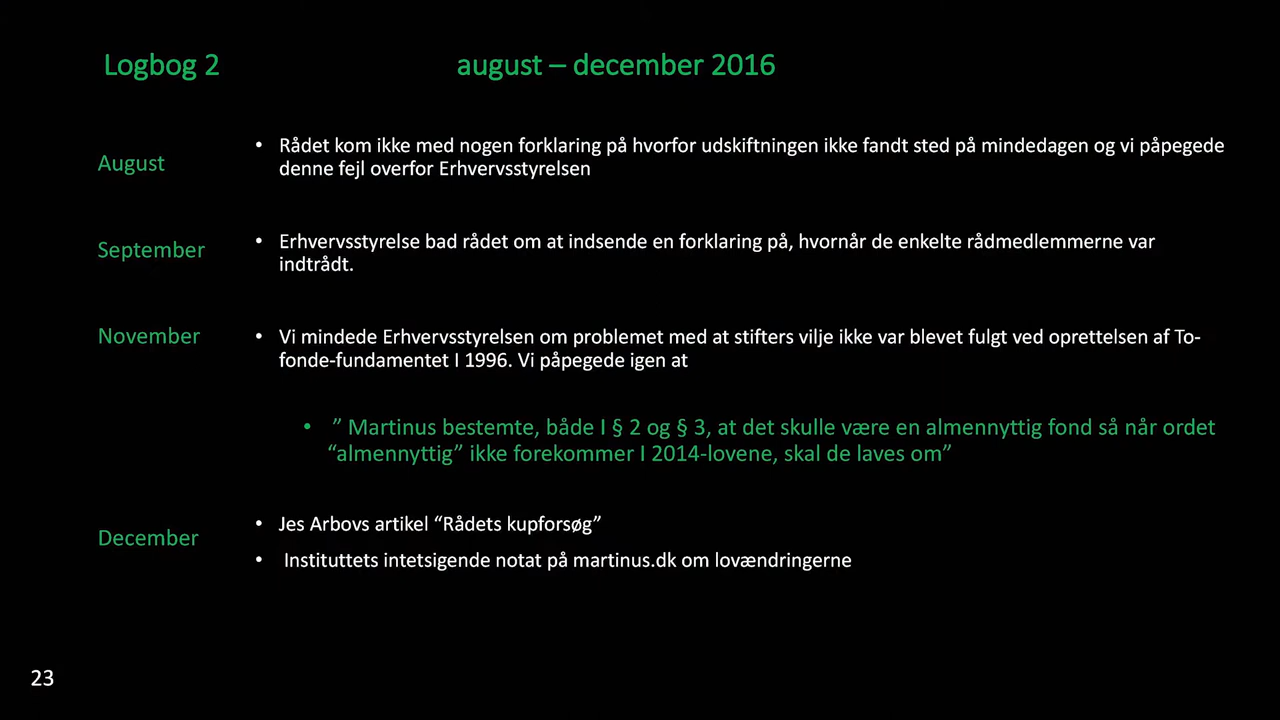 Logbog 2 august – december 2016
August
• Rådet kom ikke med nogen forklaring på hvorfor udskiftningen ikke fandt sted på mindedagen og vi påpegede
denne fejl overfor Erhvervsstyrelsen
September
• Erhvervsstyrelse bad rådet om at indsende en forklaring på, hvornår de enkelte rådmedlemmerne var
indtrådt.
November
• Vi mindede Erhvervsstyrelsen om problemet med at stifters vilje ikke var blevet fulgt ved oprettelsen af To-
fonde-fundamentet I 1996. Vi påpegede igen at
• ” Martinus bestemte, både I § 2 og § 3, at det skulle være en almennyttig fond så når ordet
“almennyttig” ikke forekommer I 2014-lovene, skal de laves om”
December
• Jes Arbovs artikel “Rådets kupforsøg”
• Instituttets intetsigende notat på martinus.dk om lovændringerne
23